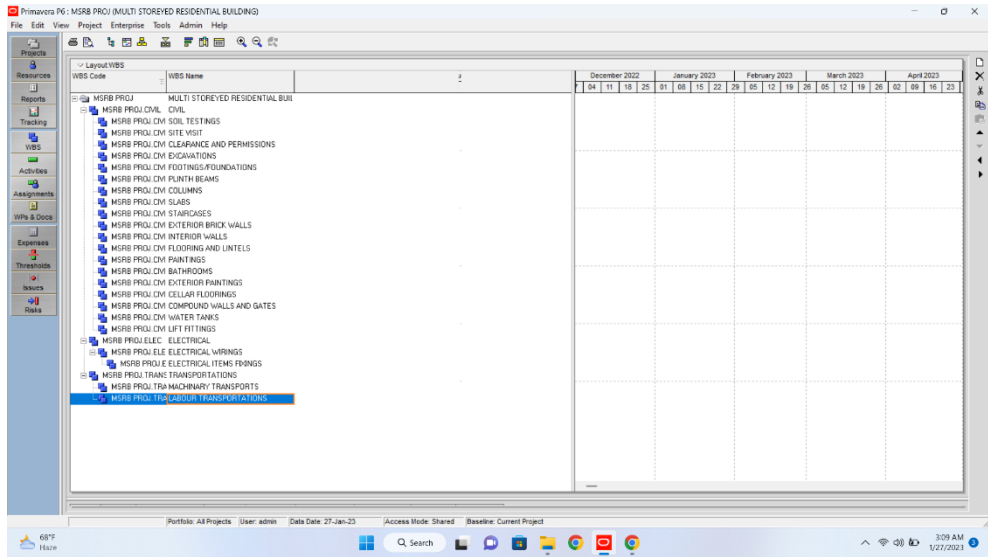 Primavera P6 : MSRB PROJ (MULTI STOREYED RESIDENTIAL BUILDING)
File Edit View Project Enterprise Tools Admin Help
Projects
Resources
Reports
Tracking
WBS
Activities
Assignments
WPs & Docs
Expenses
Thresholds
Issues
Risks
Layout:WBS
WBS Code WBS Name
December 2022 January 2023 February 2023 March 2023 April 2023
04 11 18 25 01 08 15 22 29 05 12 19 26 05 12 19 26 02 09 16 23
MSRB PROJ MULTI STOREYED RESIDENTIAL BUIL
MSRB PROJ.CIVIL CIVIL
MSRB PROJ.CIVI SOIL TESTINGS
MSRB PROJ.CIVI SITE VISIT
MSRB PROJ.CIVI CLEARANCE AND PERMISSIONS
MSRB PROJ.CIVI EXCAVATIONS
MSRB PROJ.CIVI FOOTINGS/FOUNDATIONS
MSRB PROJ.CIVI PLINTH BEAMS
MSRB PROJ.CIVI COLUMNS
MSRB PROJ.CIVI SLABS
MSRB PROJ.CIVI STAIRCASES
MSRB PROJ.CIVI EXTERIOR BRICK WALLS
MSRB PROJ.CIVI INTERIOR WALLS
MSRB PROJ.CIVI FLOORING AND LINTELS
MSRB PROJ.CIVI PAINTINGS
MSRB PROJ.CIVI BATHROOMS
MSRB PROJ.CIVI EXTERIOR PAINTINGS
MSRB PROJ.CIVI CELLAR FLOORINGS
MSRB PROJ.CIVI COMPOUND WALLS AND GATES
MSRB PROJ.CIVI WATER TANKS
MSRB PROJ.CIVI LIFT FITTINGS
MSRB PROJ.ELEC ELECTRICAL
MSRB PROJ.ELE ELECTRICAL WIRINGS
MSRB PROJ.E ELECTRICAL ITEMS FIXINGS
MSRB PROJ.TRANS TRANSPORTATIONS
MSRB PROJ.TRA MACHINARY TRANSPORTS
MSRB PROJ.TRA LABOUR TRANSPORTATIONS
Portfolio: All Projects User: admin Data Date: 27-Jan-23 Access Mode: Shared Baseline: Current Project
68°F
Haze
Search
3:09 AM
1/27/2023